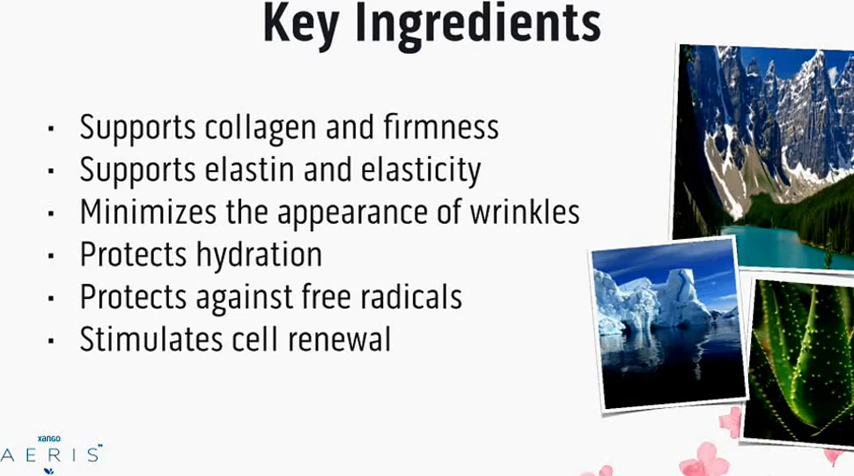 Key Ingredients
· Supports collagen and firmness
· Supports elastin and elasticity
· Minimizes the appearance of wrinkles
· Protects hydration
· Protects against free radicals
· Stimulates cell renewal
xango
AERIS™